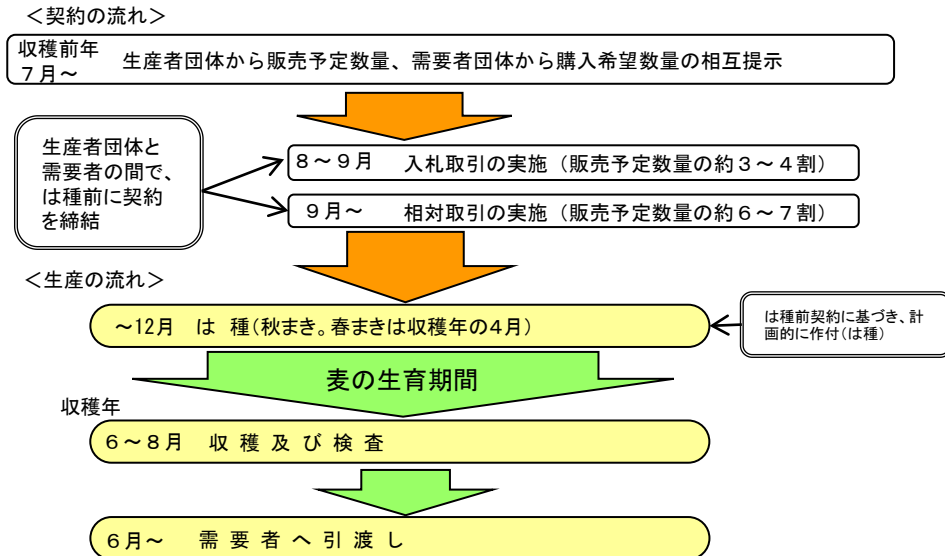 ＜契約の流れ＞
収穫前年
７月～
生産者団体から販売予定数量、需要者団体から購入希望数量の相互提示
生産者団体と
需要者の間で、
は種前に契約
を締結
８～９月　入札取引の実施（販売予定数量の約３～４割）
９月～　相対取引の実施（販売予定数量の約６～７割）
＜生産の流れ＞
～12月　は　種（秋まき。春まきは収穫年の４月）
は種前契約に基づき、計
画的に作付（は種）
麦の生育期間
収穫年
６～８月　収 穫 及 び 検 査
６月～　需 要 者 へ 引 渡 し